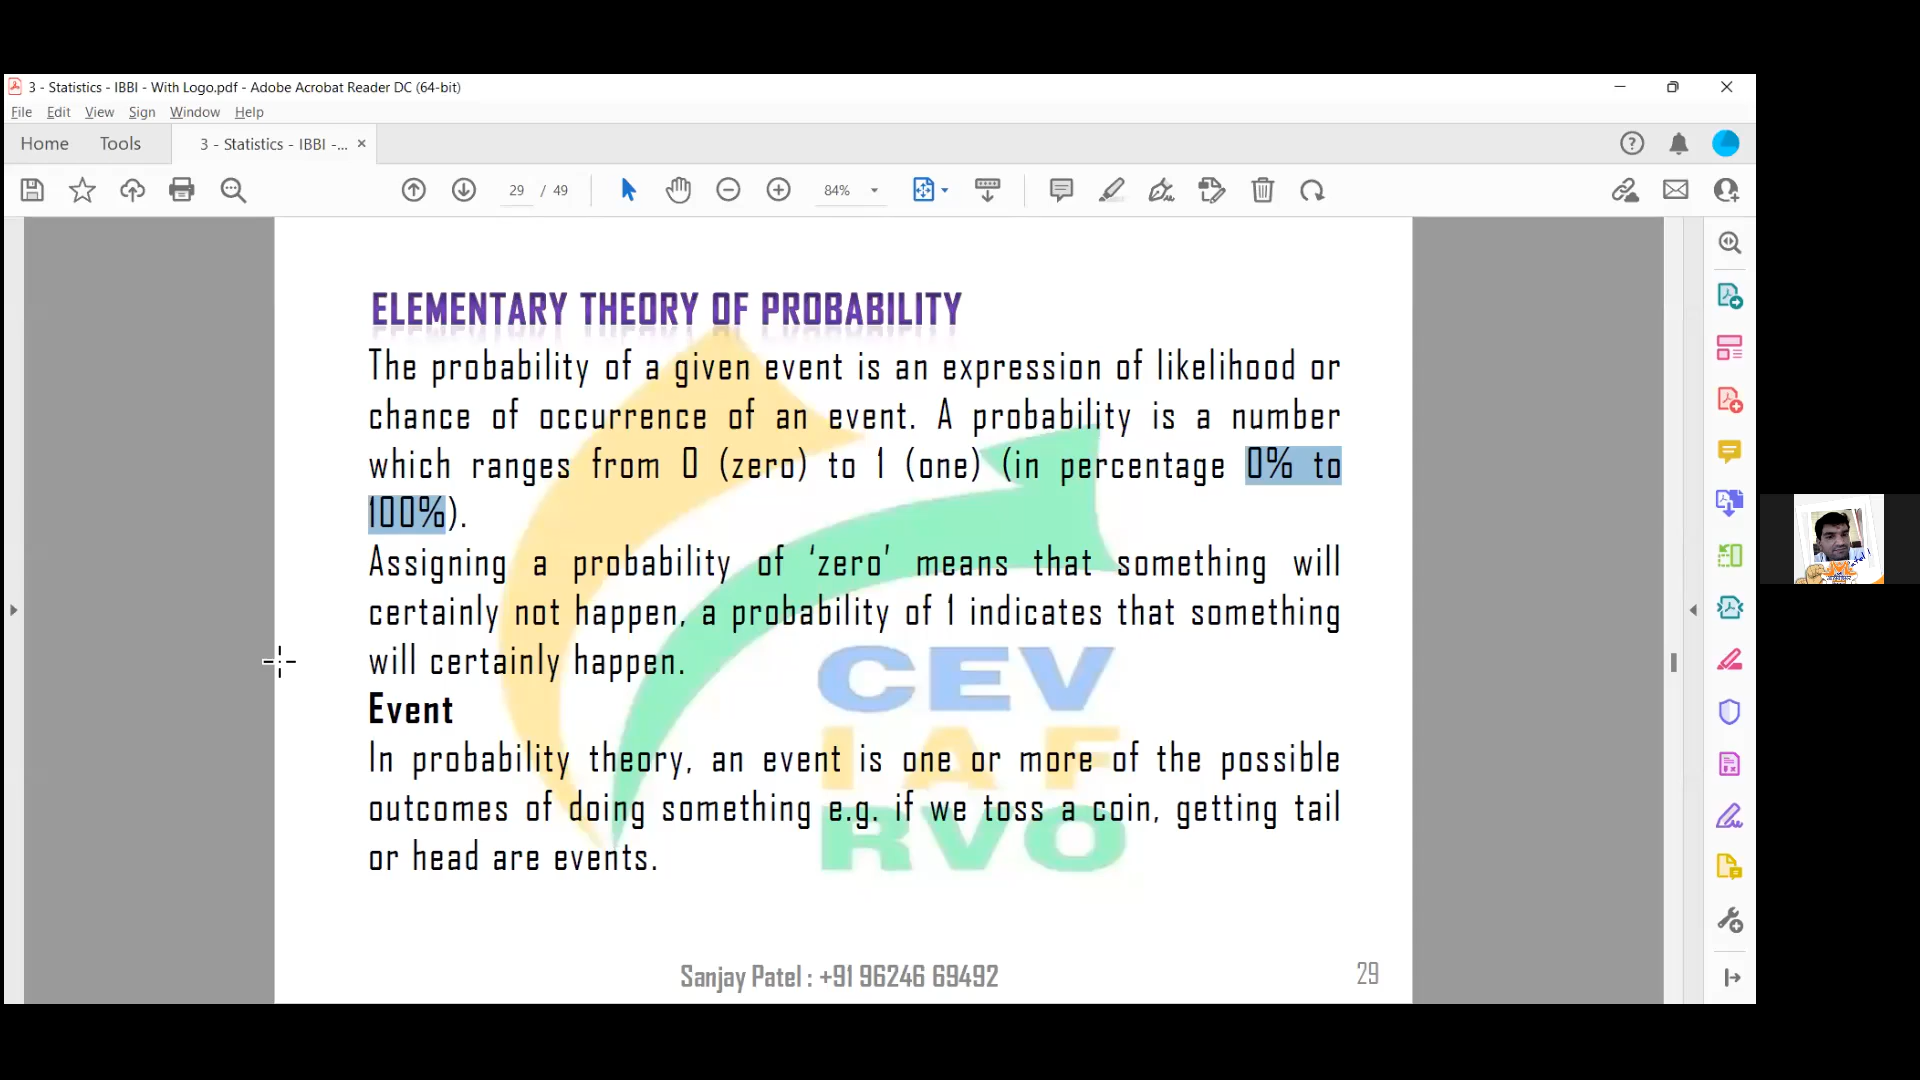 3 - Statistics - IBBI - With Logo.pdf - Adobe Acrobat Reader DC (64-bit)
File Edit View Sign Window Help
Home Tools 3 - Statistics - IBBI -...
29 / 49 84%
ELEMENTARY THEORY OF PROBABILITY
The probability of a given event is an expression of likelihood or
chance of occurrence of an event. A probability is a number
which ranges from 0 (zero) to 1 (one) (in percentage 0% to
100%).
Assigning a probability of ‘zero’ means that something will
certainly not happen, a probability of 1 indicates that something
will certainly happen.
CEV
Event
IAF
In probability theory, an event is one or more of the possible
outcomes of doing something e.g. if we toss a coin, getting tail
RVO
or head are events.
Sanjay Patel : +91 96246 69492
29